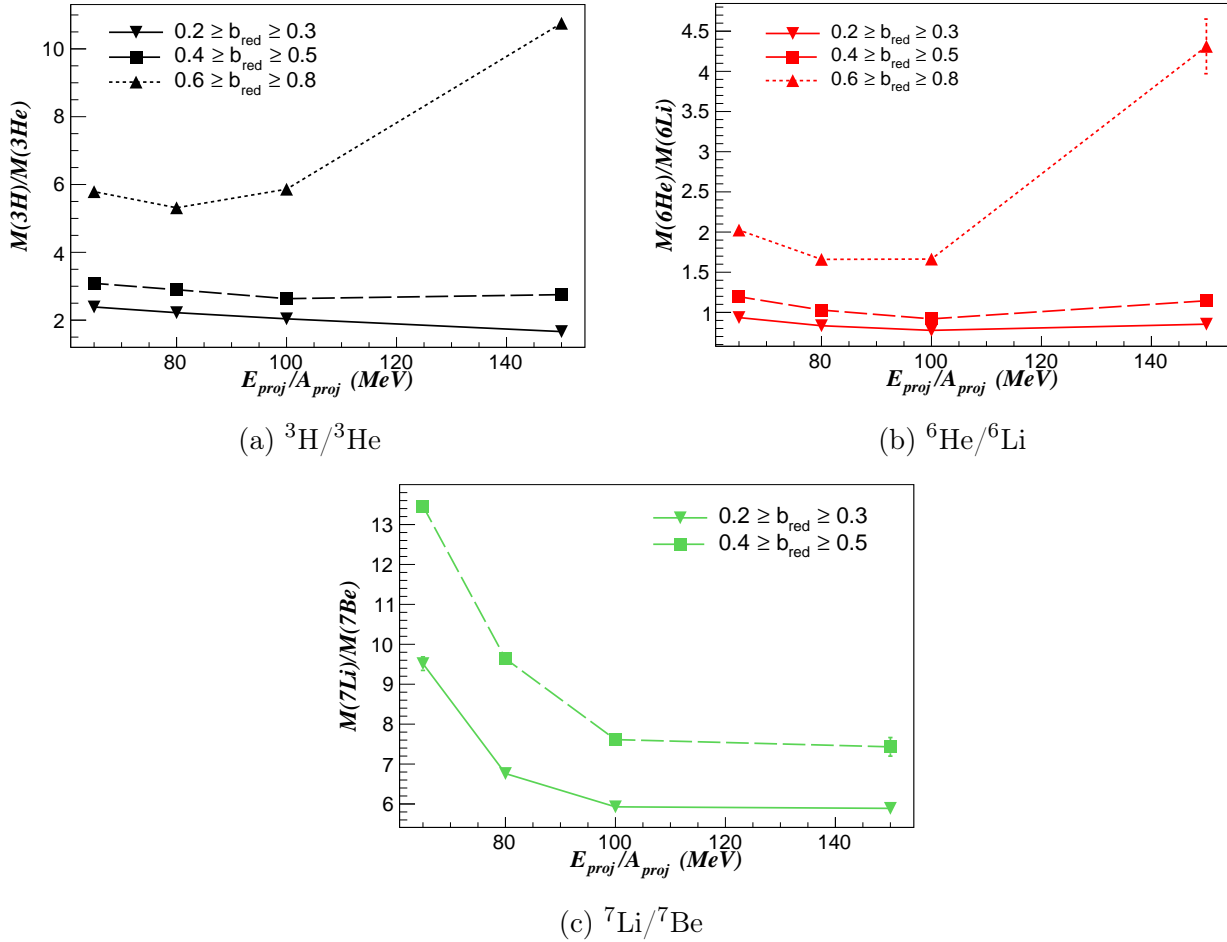 10
8
6
4
2
M(3H)/M(3He)
0.2 ≥ b_red ≥ 0.3
0.4 ≥ b_red ≥ 0.5
0.6 ≥ b_red ≥ 0.8
80 100 120 140
E_proj/A_proj (MeV)
(a) ³H/³He
4.5
4
3.5
3
2.5
2
1.5
1
M(6He)/M(6Li)
0.2 ≥ b_red ≥ 0.3
0.4 ≥ b_red ≥ 0.5
0.6 ≥ b_red ≥ 0.8
80 100 120 140
E_proj/A_proj (MeV)
(b) ⁶He/⁶Li
13
12
11
10
9
8
7
6
M(7Li)/M(7Be)
0.2 ≥ b_red ≥ 0.3
0.4 ≥ b_red ≥ 0.5
80 100 120 140
E_proj/A_proj (MeV)
(c) ⁷Li/⁷Be